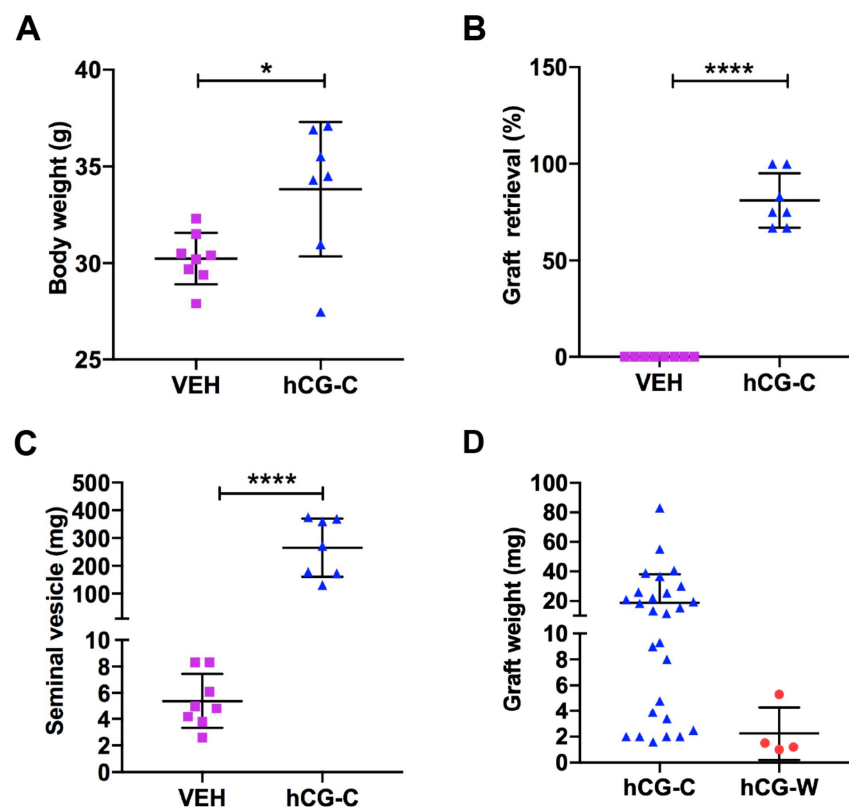 A
Body weight (g)
40
35
30
25
*
VEH
hCG-C
B
Graft retrieval (%)
150
100
50
0
****
VEH
hCG-C
C
Seminal vesicle (mg)
500
400
300
200
100
10
8
6
4
2
0
****
VEH
hCG-C
D
Graft weight (mg)
100
80
60
40
20
10
8
6
4
2
0
hCG-C
hCG-W